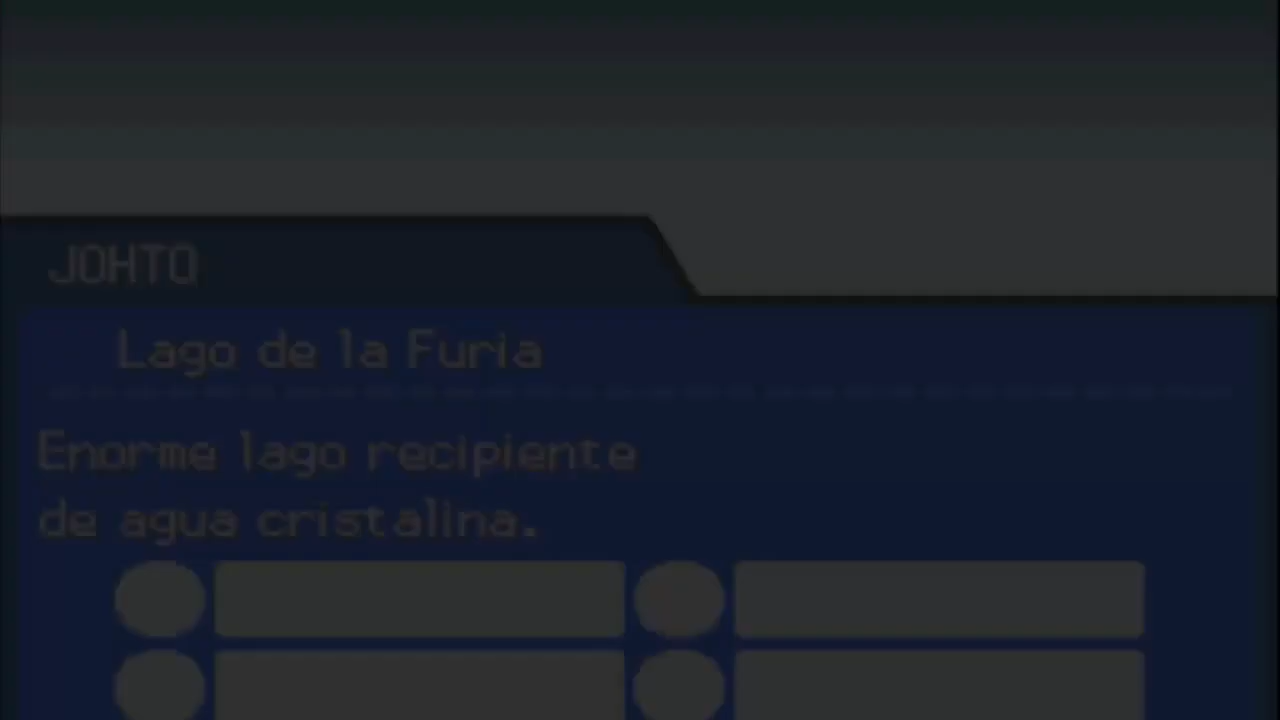 JOHTO
Lago de la Furia
Enorme lago recipiente
de agua cristalina.